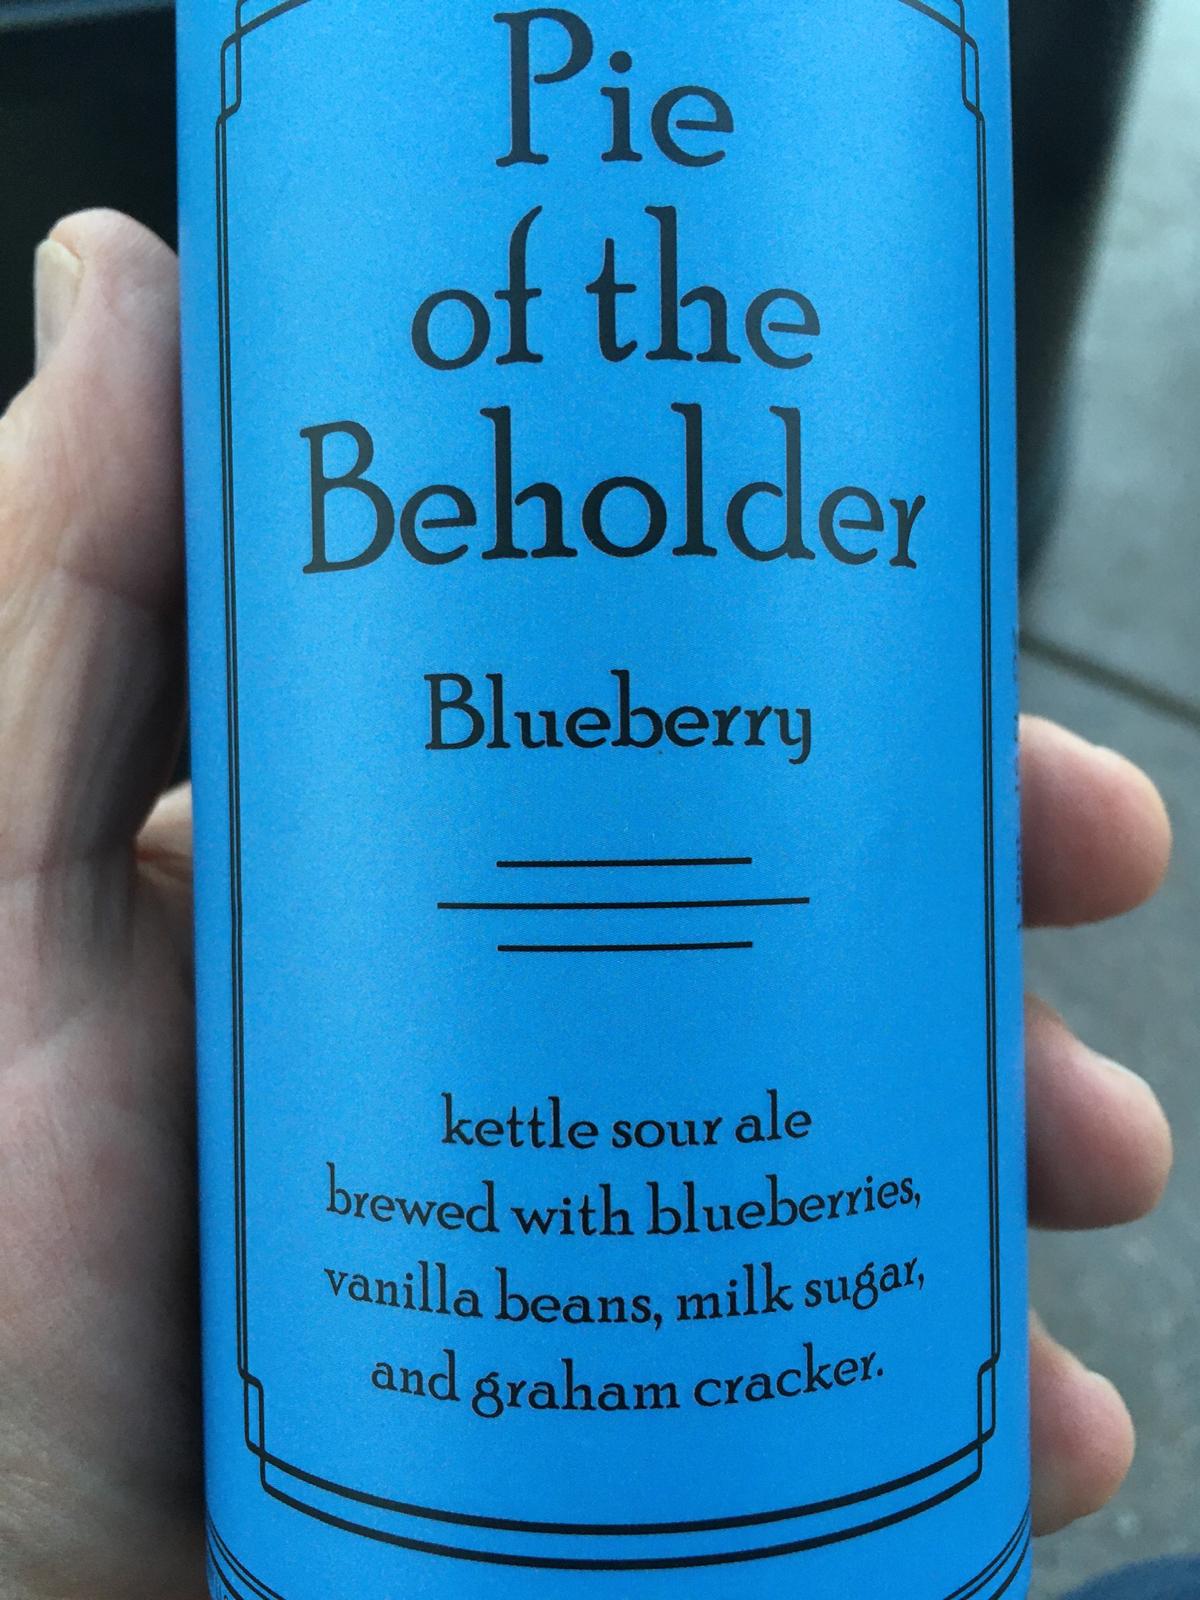 Pie
of the
Beholder
Blueberry
kettle sour ale
brewed with blueberries,
vanilla beans, milk sugar,
and graham cracker.